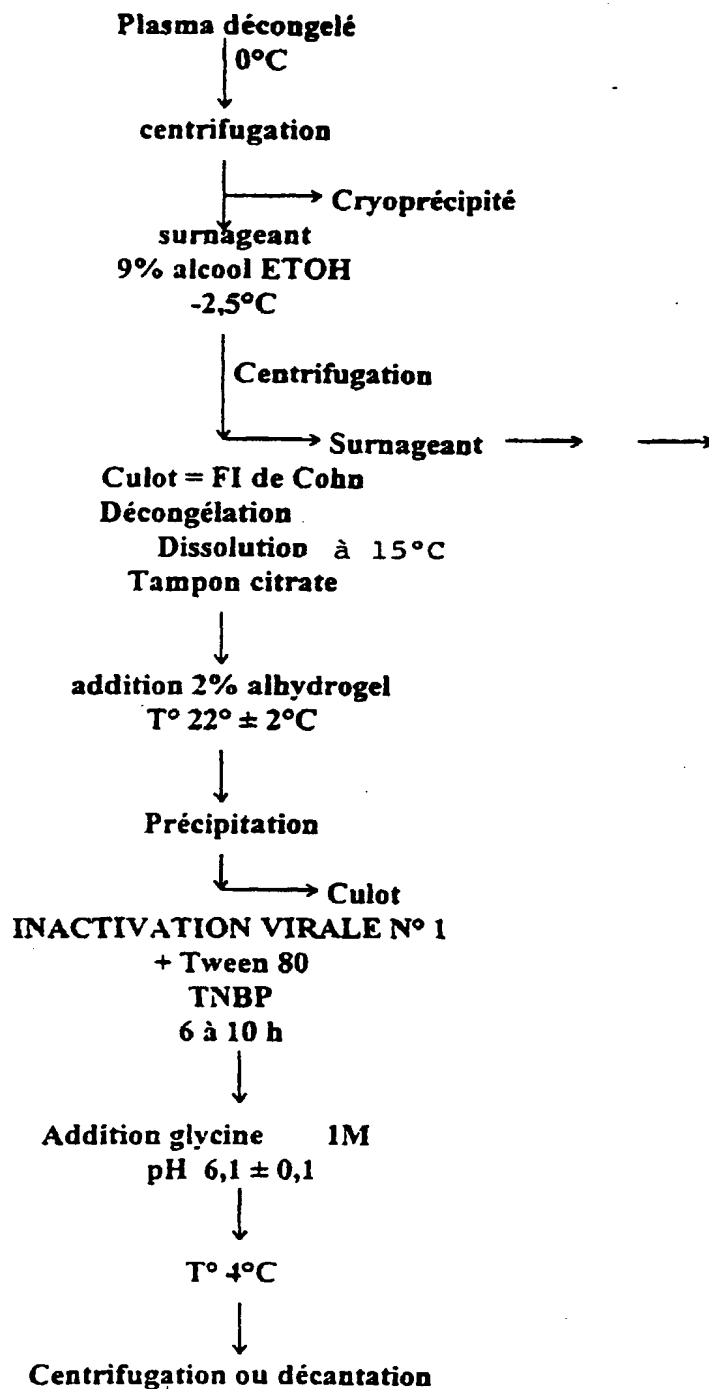 Plasma décongelé
0°C
centrifugation
Cryoprécipité
surnageant
9% alcool ETOH
-2,5°C
Centrifugation
Surnageant
Culot = FI de Cohn
Décongélation
Dissolution à 15°C
Tampon citrate
addition 2% alhydrogel
T° 22° ± 2°C
Précipitation
Culot
INACTIVATION VIRALE N° 1
+ Tween 80
TNBP
6 à 10 h
Addition glycine 1M
pH 6,1 ± 0,1
T° 4°C
Centrifugation ou décantation